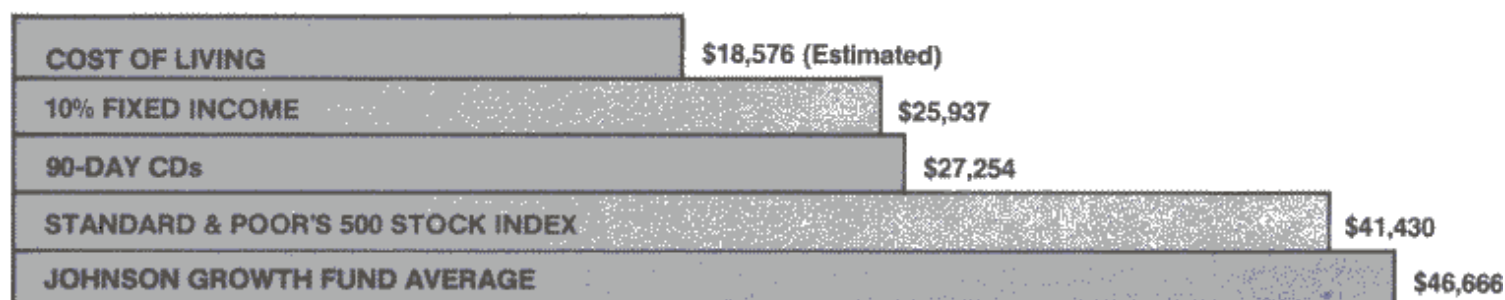 COST OF LIVING $18,576 (Estimated)
10% FIXED INCOME $25,937
90-DAY CDs $27,254
STANDARD & POOR'S 500 STOCK INDEX $41,430
JOHNSON GROWTH FUND AVERAGE $46,666